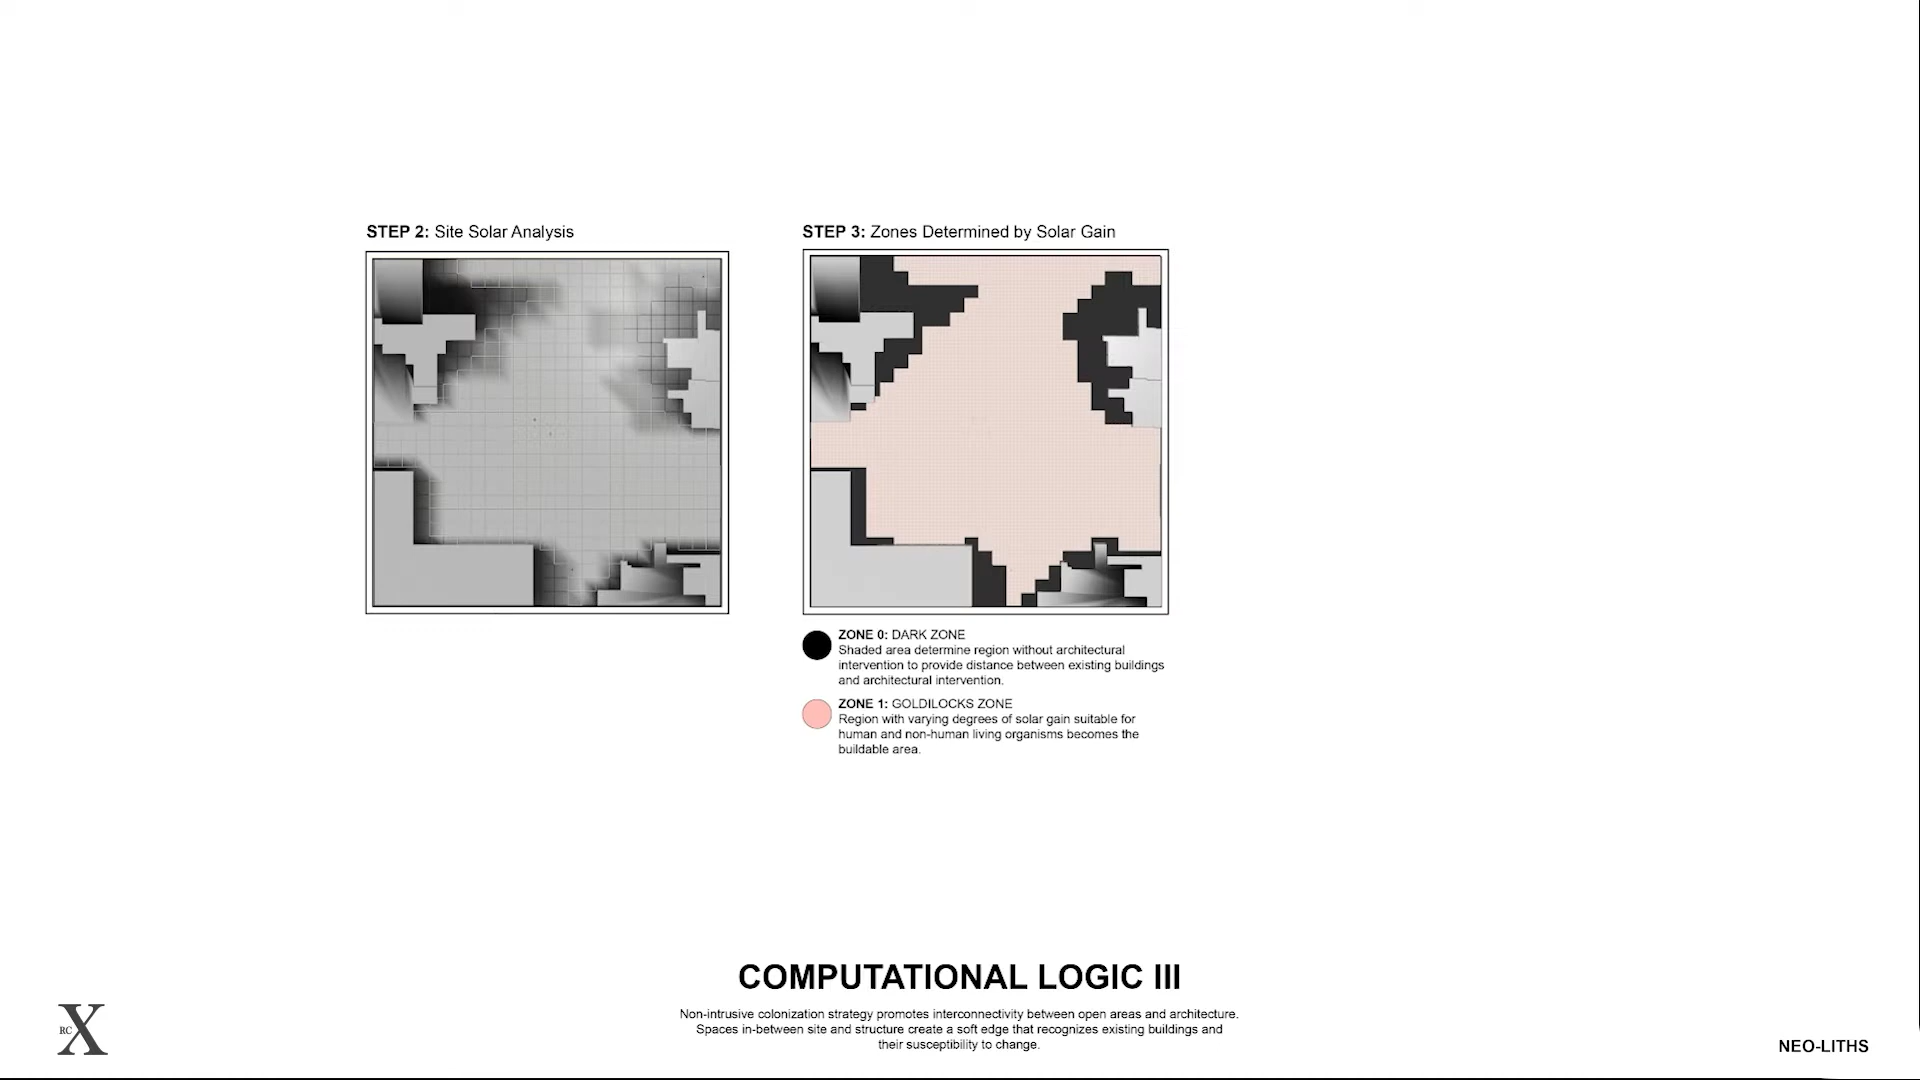 STEP 2: Site Solar Analysis
STEP 3: Zones Determined by Solar Gain
ZONE 0: DARK ZONE
Shaded area determine region without architectural
intervention to provide distance between existing buildings
and architectural intervention.
ZONE 1: GOLDILOCKS ZONE
Region with varying degrees of solar gain suitable for
human and non-human living organisms becomes the
buildable area.
COMPUTATIONAL LOGIC III
Non-intrusive colonization strategy promotes interconnectivity between open areas and architecture.
Spaces in-between site and structure create a soft edge that recognizes existing buildings and
their susceptibility to change.
RC X
NEO-LITHS